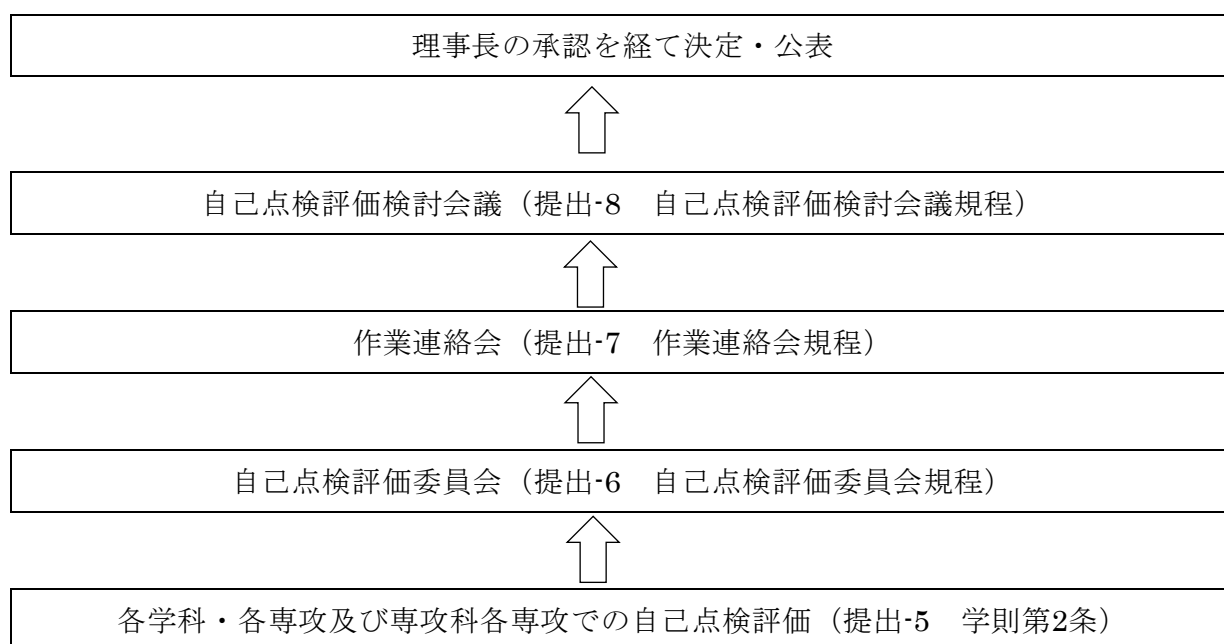 理事長の承認を経て決定・公表
自己点検評価検討会議（提出-8　自己点検評価検討会議規程）
作業連絡会（提出-7　作業連絡会規程）
自己点検評価委員会（提出-6　自己点検評価委員会規程）
各学科・各専攻及び専攻科各専攻での自己点検評価（提出-5　学則第2条）